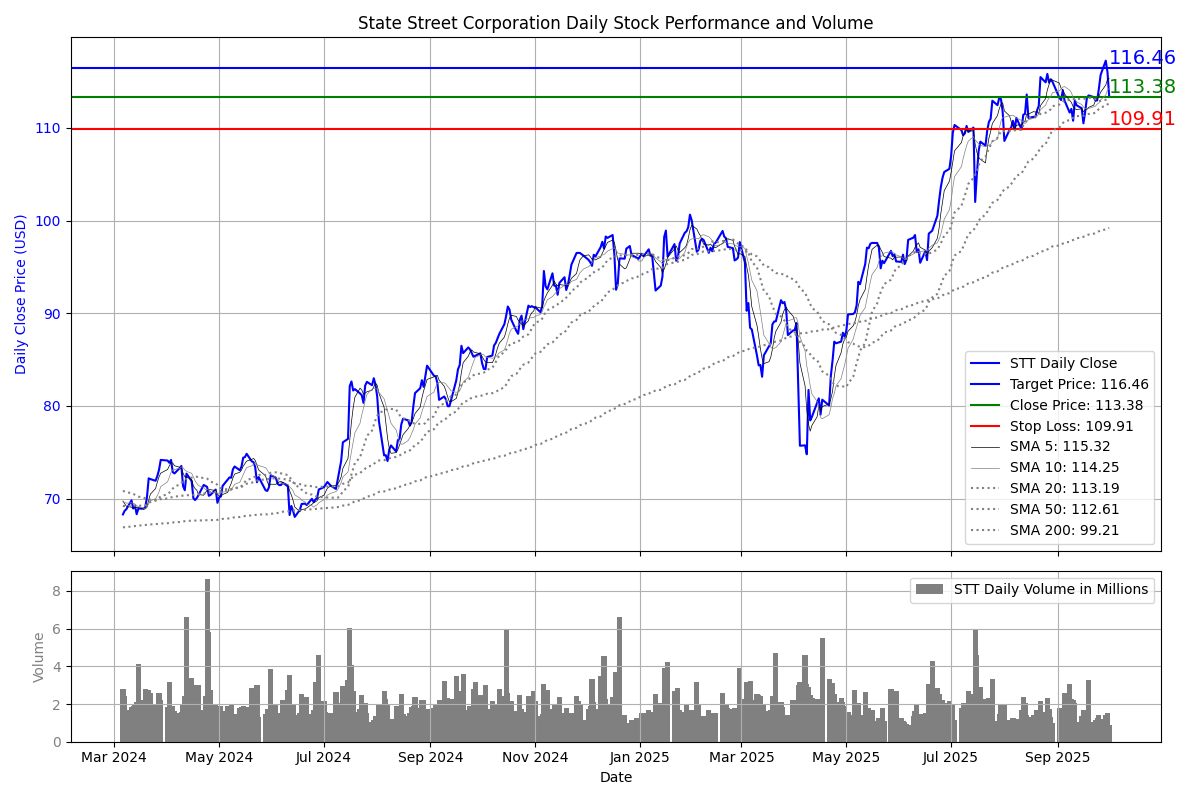 State Street Corporation Daily Stock Performance and Volume
116.46
113.38
109.91
110
100
90
80
70
Daily Close Price (USD)
STT Daily Close
Target Price: 116.46
Close Price: 113.38
Stop Loss: 109.91
SMA 5: 115.32
SMA 10: 114.25
SMA 20: 113.19
SMA 50: 112.61
SMA 200: 99.21
8
6
4
2
0
Volume
STT Daily Volume in Millions
Mar 2024 May 2024 Jul 2024 Sep 2024 Nov 2024 Jan 2025 Mar 2025 May 2025 Jul 2025 Sep 2025
Date